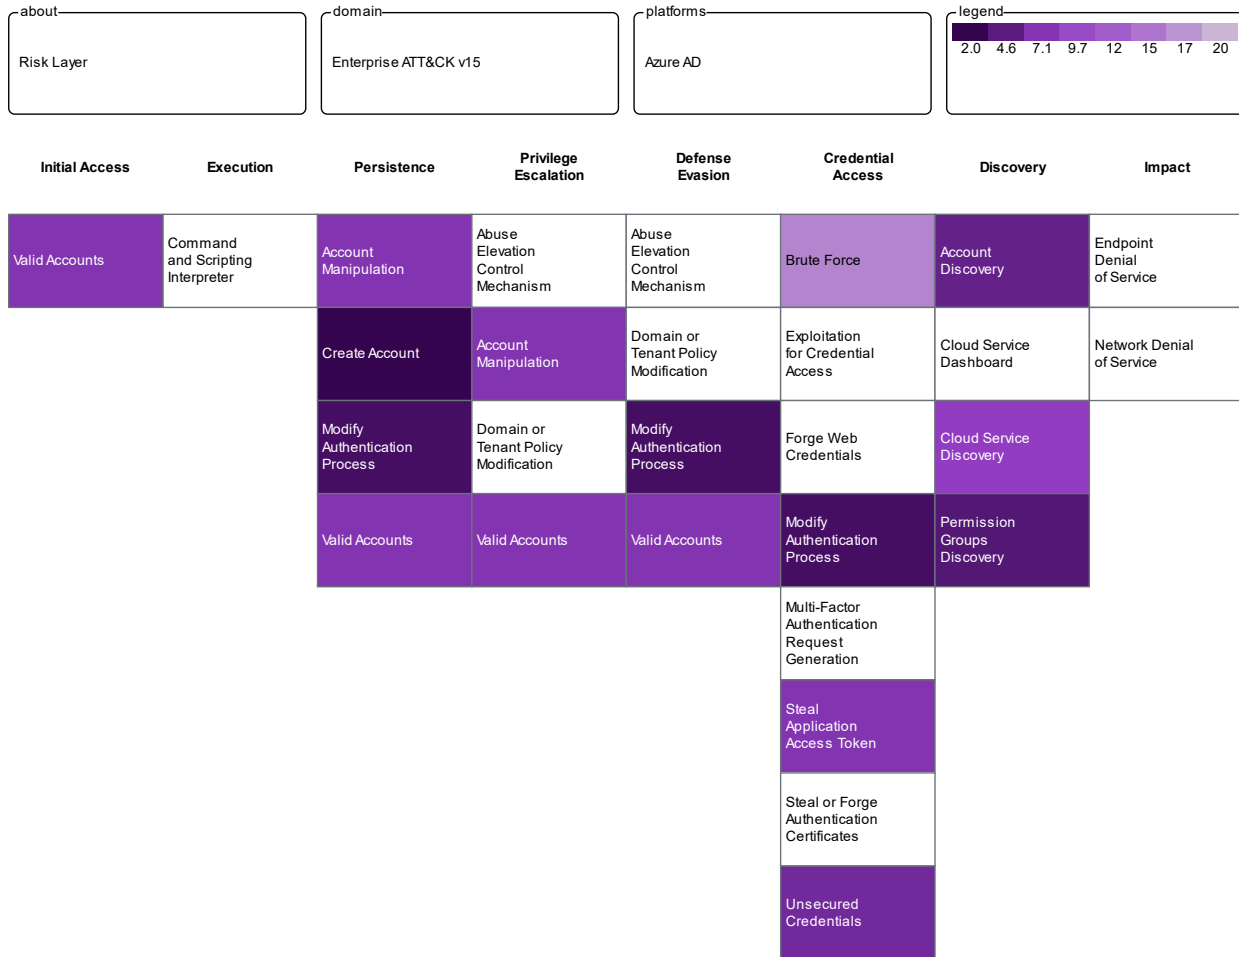 about
domain
platforms
legend
Risk Layer
Enterprise ATT&CK v15
Azure AD
2.0 4.6 7.1 9.7 12 15 17 20
Initial Access
Execution
Persistence
Privilege
Escalation
Defense
Evasion
Credential
Access
Discovery
Impact
Valid Accounts
Command
and Scripting
Interpreter
Account
Manipulation
Abuse
Elevation
Control
Mechanism
Abuse
Elevation
Control
Mechanism
Brute Force
Account
Discovery
Endpoint
Denial
of Service
Create Account
Account
Manipulation
Domain or
Tenant Policy
Modification
Exploitation
for Credential
Access
Cloud Service
Dashboard
Network Denial
of Service
Modify
Authentication
Process
Domain or
Tenant Policy
Modification
Modify
Authentication
Process
Forge Web
Credentials
Cloud Service
Discovery
Valid Accounts
Valid Accounts
Valid Accounts
Modify
Authentication
Process
Permission
Groups
Discovery
Multi-Factor
Authentication
Request
Generation
Steal
Application
Access Token
Steal or Forge
Authentication
Certificates
Unsecured
Credentials